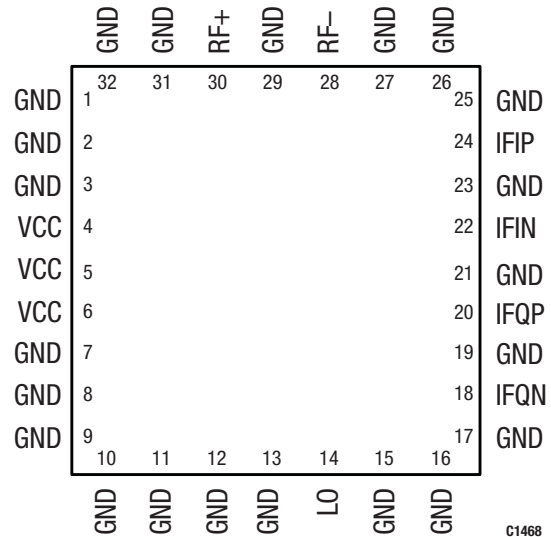 GND GND RF+ GND RF– GND GND
32 31 30 29 28 27 26
GND 1 25 GND
GND 2 24 IFIP
GND 3 23 GND
VCC 4 22 IFIN
VCC 5 21 GND
VCC 6 20 IFQP
GND 7 19 GND
GND 8 18 IFQN
GND 9 17 GND
10 11 12 13 14 15 16
GND GND GND GND LO GND GND
C1468